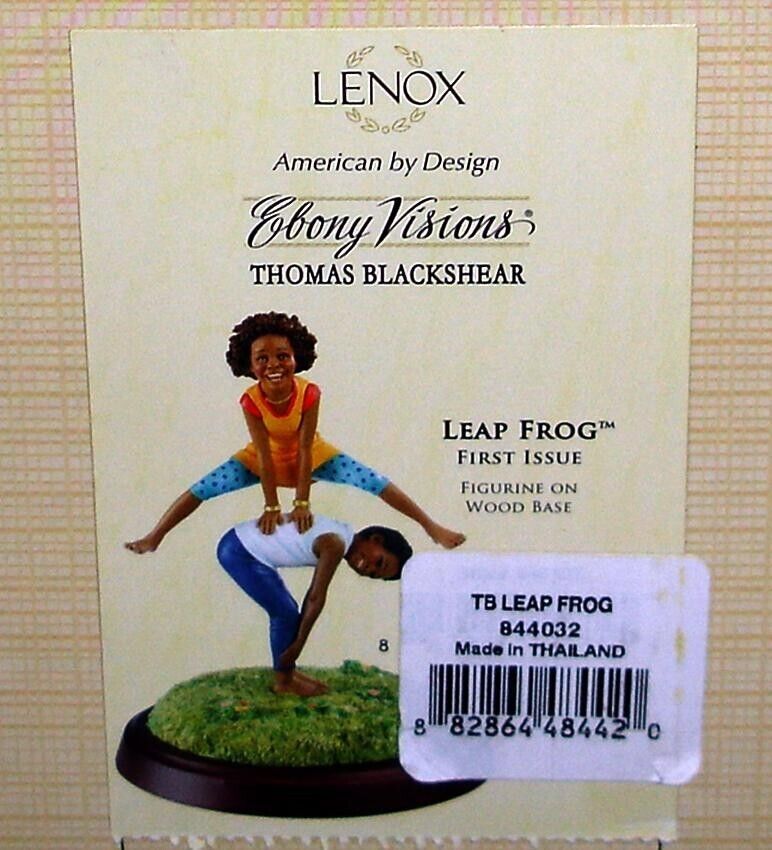 LENOX
American by Design
Ebony Visions®
THOMAS BLACKSHEAR
LEAP FROG™
FIRST ISSUE
FIGURINE ON
WOOD BASE
8
TB LEAP FROG
844032
Made in THAILAND
8 82864 48442 0